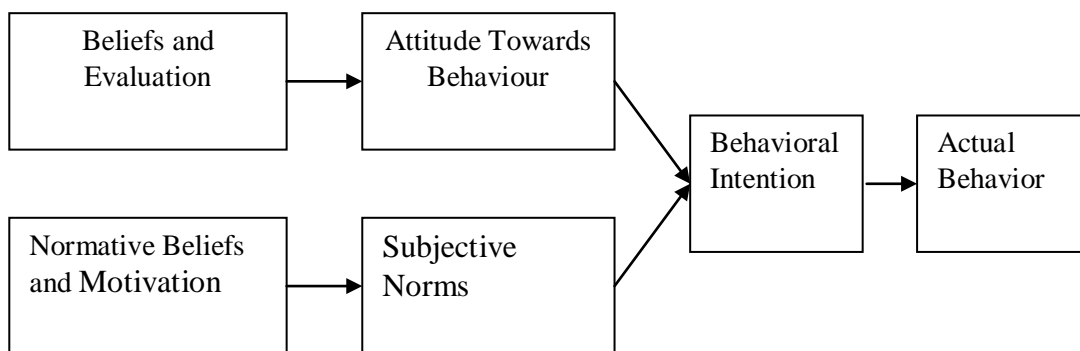 Beliefs and
Evaluation
Attitude Towards
Behaviour
Behavioral
Intention
Actual
Behavior
Normative Beliefs
and Motivation
Subjective
Norms